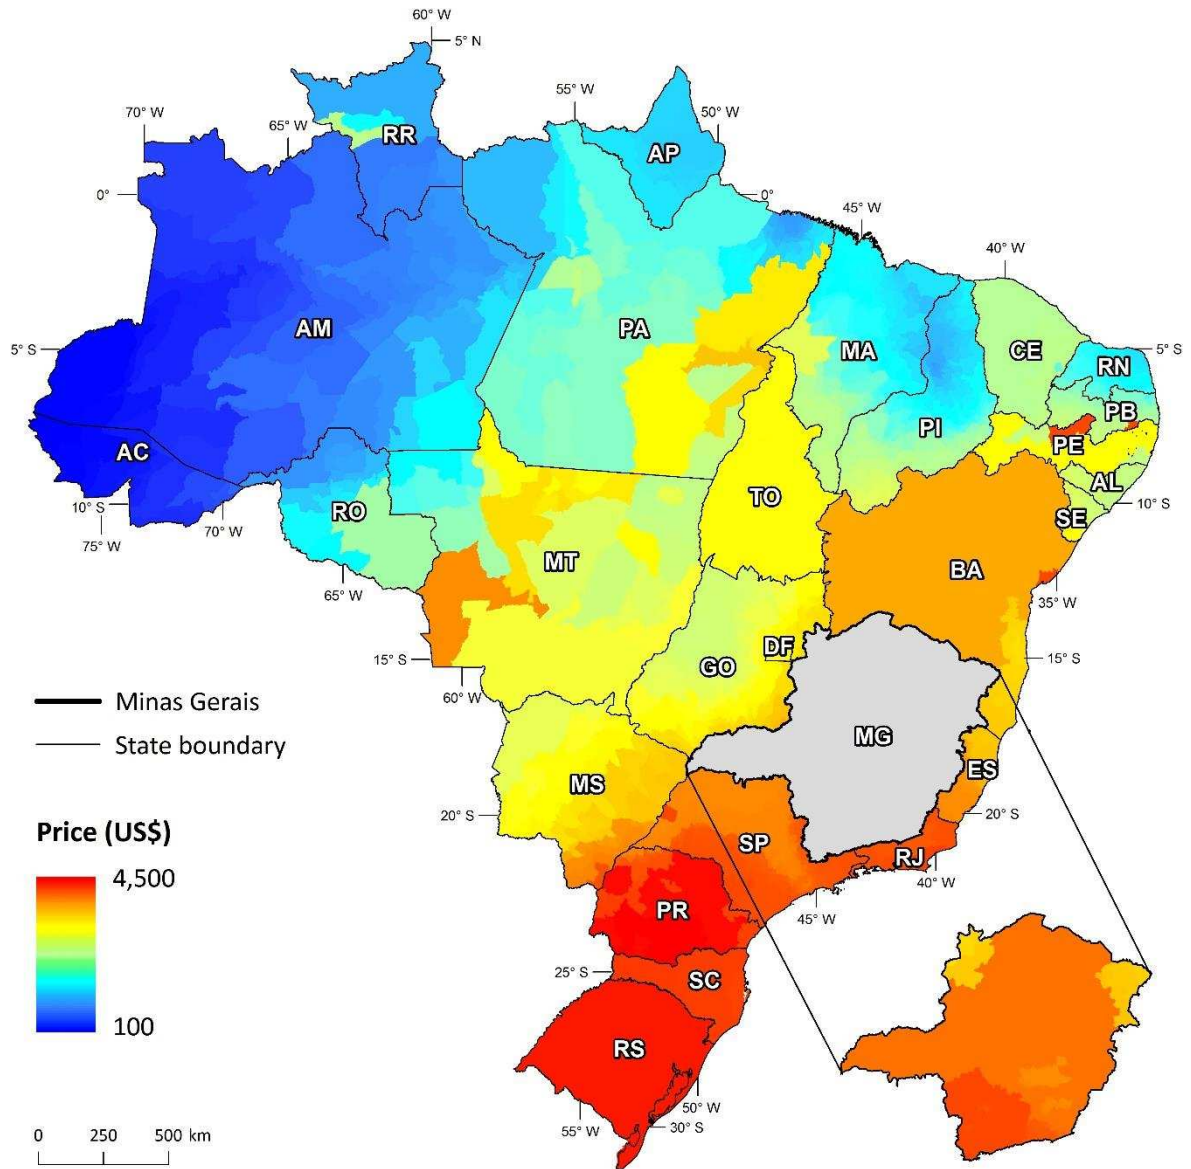 60° W
5° N
70° W
65° W
55° W
50° W
RR
AP
0°
0°
45° W
40° W
AM
PA
MA
CE
5° S
5° S
RN
PB
PI
PE
AC
AL
TO
RO
10° S
10° S
SE
75° W
70° W
MT
BA
65° W
35° W
DF
GO
15° S
15° S
60° W
Minas Gerais
MG
State boundary
ES
MS
20° S
20° S
Price (US$)
SP
RJ
4,500
40° W
45° W
PR
25° S
SC
100
RS
50° W
55° W
30° S
0 250 500 km